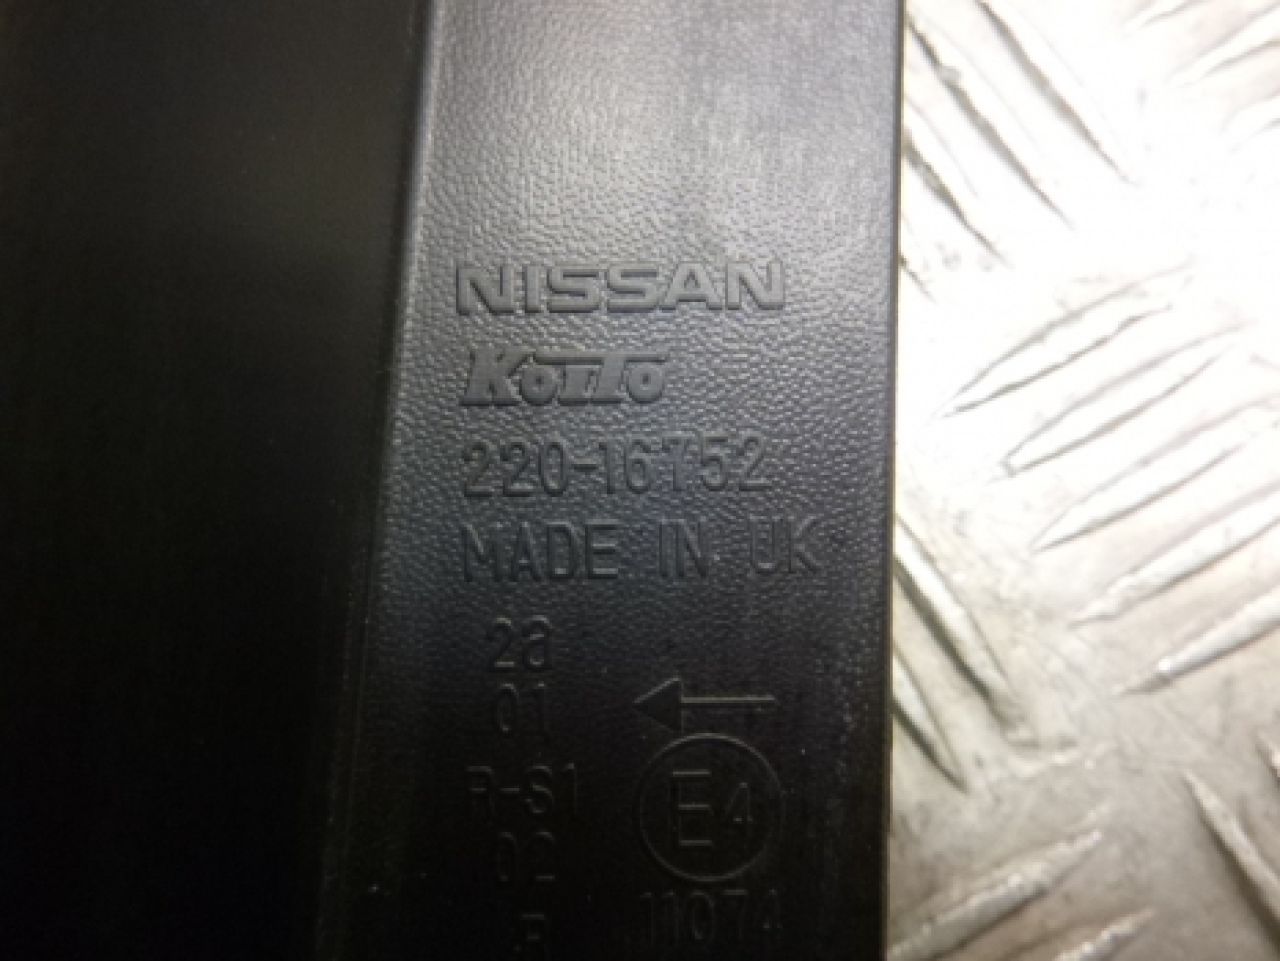 NISSAN
KOITO
220-16752
MADE IN UK
2a
01
R-S1
E4
02
11074